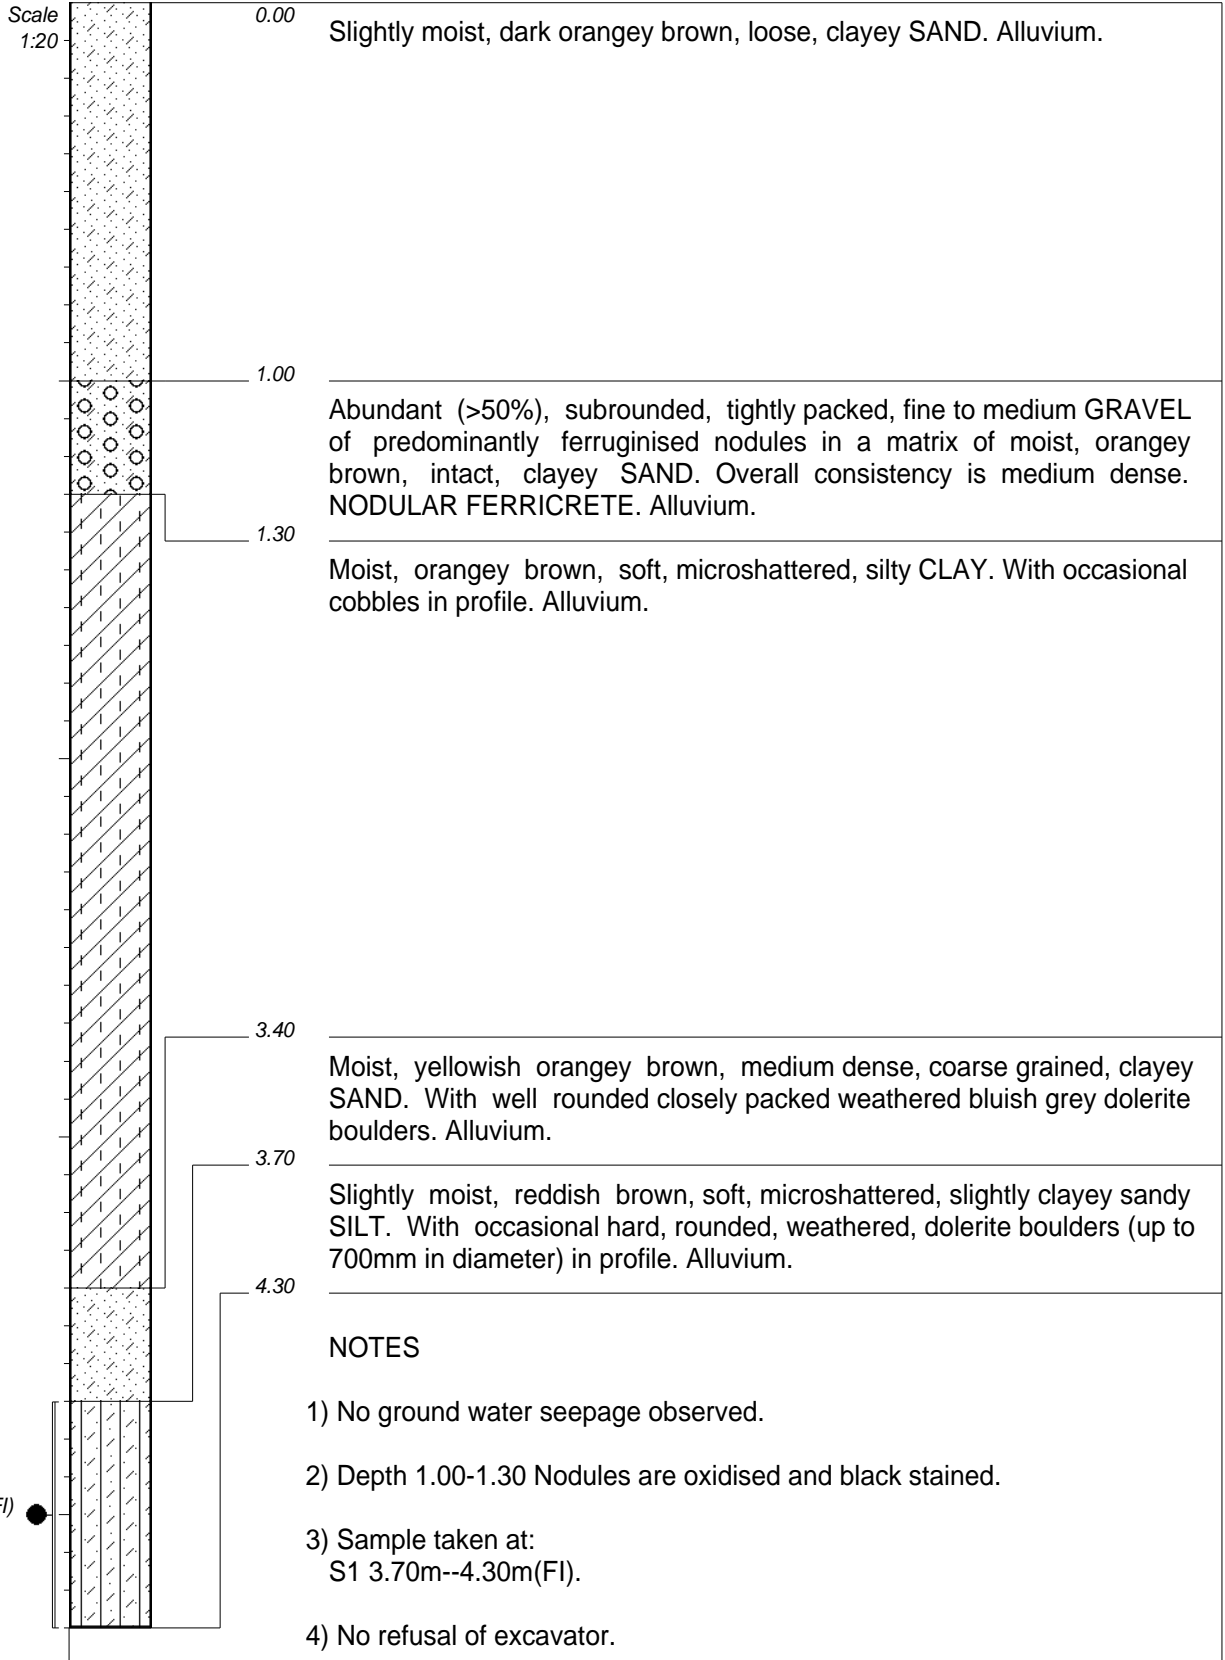 Scale
1:20
0.00
Slightly moist, dark orangey brown, loose, clayey SAND. Alluvium.
1.00
Abundant (>50%), subrounded, tightly packed, fine to medium GRAVEL
of predominantly ferruginised nodules in a matrix of moist, orangey
brown, intact, clayey SAND. Overall consistency is medium dense.
NODULAR FERRICRETE. Alluvium.
1.30
Moist, orangey brown, soft, microshattered, silty CLAY. With occasional
cobbles in profile. Alluvium.
3.40
Moist, yellowish orangey brown, medium dense, coarse grained, clayey
SAND. With well rounded closely packed weathered bluish grey dolerite
boulders. Alluvium.
3.70
Slightly moist, reddish brown, soft, microshattered, slightly clayey sandy
SILT. With occasional hard, rounded, weathered, dolerite boulders (up to
700mm in diameter) in profile. Alluvium.
4.30
NOTES
1) No ground water seepage observed.
2) Depth 1.00-1.30 Nodules are oxidised and black stained.
3) Sample taken at:
S1 3.70m--4.30m(FI).
4) No refusal of excavator.